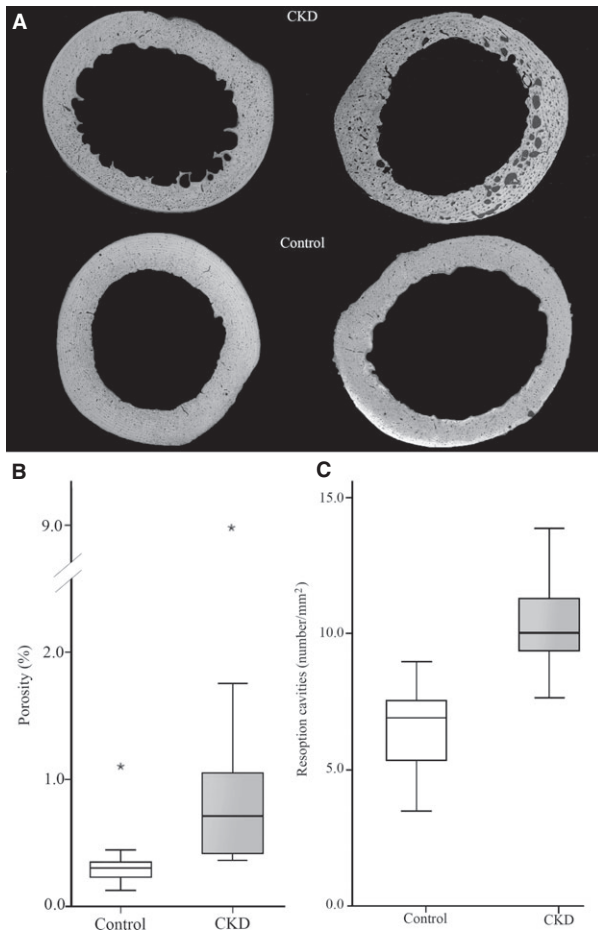 A
CKD
Control
B
9.0
*
2.0
Porosity (%)
*
1.0
0.0
Control
CKD
C
15.0
Resoption cavities (number/mm²)
10.0
5.0
0.0
Control
CKD